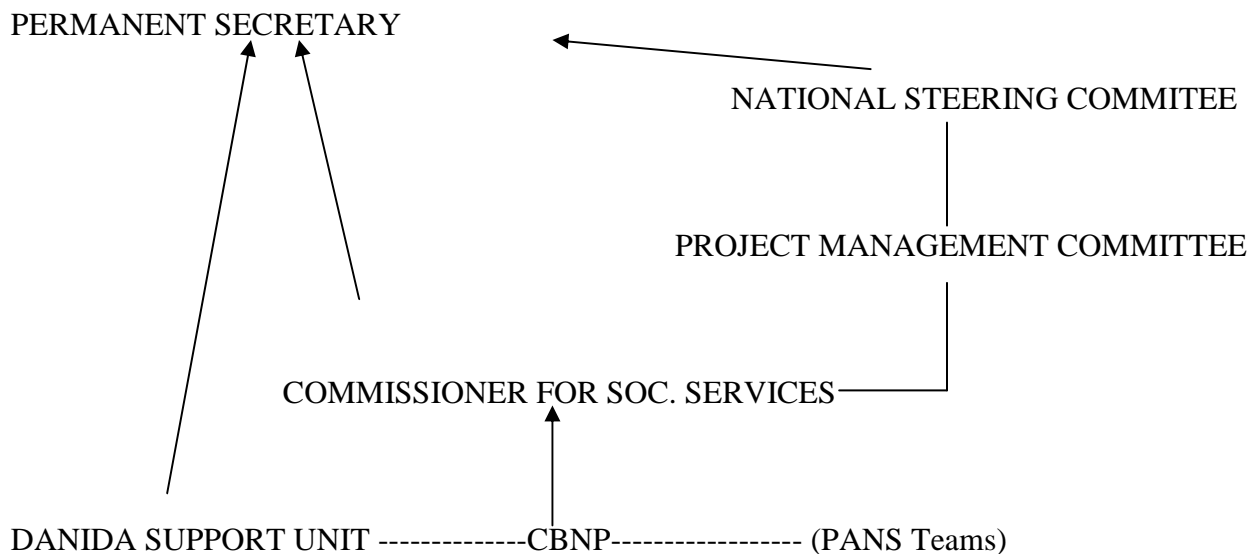 PERMANENT SECRETARY
NATIONAL STEERING COMMITEE
PROJECT MANAGEMENT COMMITTEE
COMMISSIONER FOR SOC. SERVICES
DANIDA SUPPORT UNIT -------------CBNP----------------- (PANS Teams)